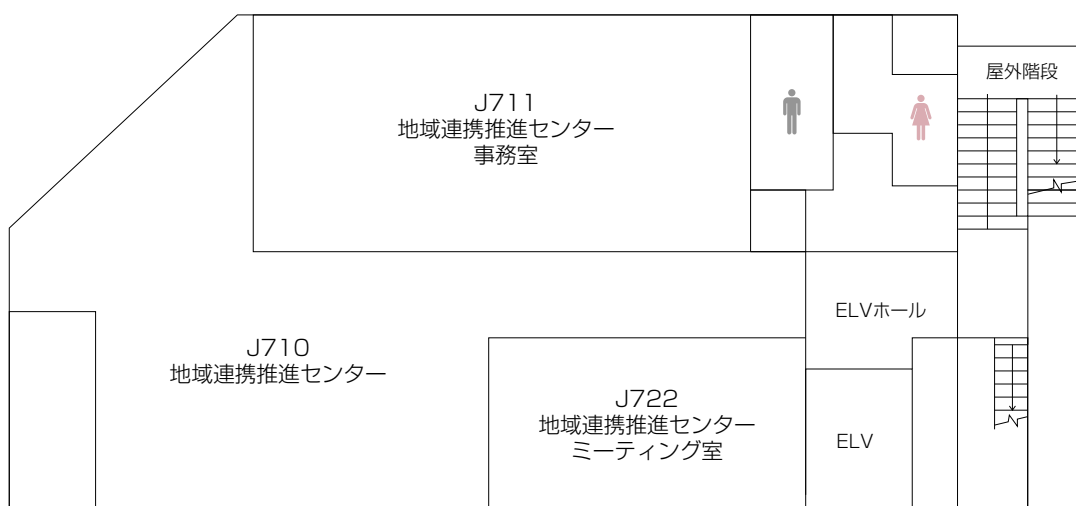 屋外階段
J711
地域連携推進センター
事務室
ELVホール
J710
地域連携推進センター
J722
地域連携推進センター
ミーティング室
ELV